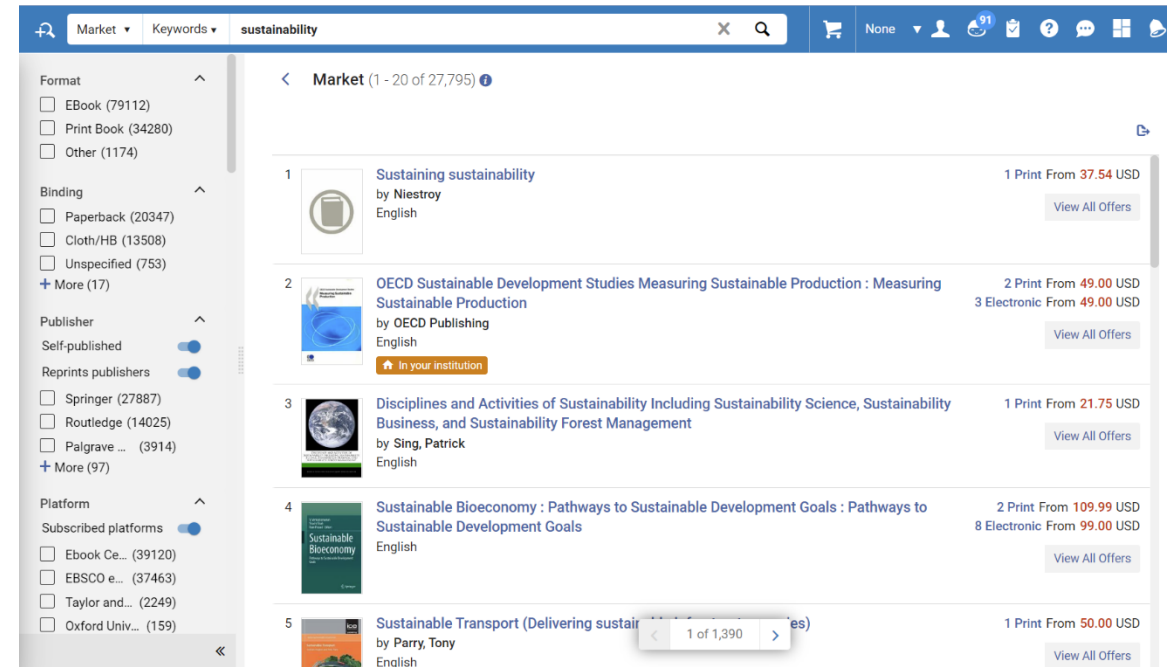 Market ▾ Keywords ▾ sustainability
None ▾
91
Format
EBook (79112)
Print Book (34280)
Other (1174)
Binding
Paperback (20347)
Cloth/HB (13508)
Unspecified (753)
+ More (17)
Publisher
Self-published
Reprints publishers
Springer (27887)
Routledge (14025)
Palgrave ... (3914)
+ More (97)
Platform
Subscribed platforms
Ebook Ce... (39120)
EBSCO e... (37463)
Taylor and... (2249)
Oxford Univ... (159)
«
Market (1 - 20 of 27,795)
1
Sustaining sustainability
by Niestroy
English
1 Print From 37.54 USD
View All Offers
2
OECD Sustainable Development Studies Measuring Sustainable Production : Measuring
Sustainable Production
by OECD Publishing
English
In your institution
2 Print From 49.00 USD
3 Electronic From 49.00 USD
View All Offers
3
Disciplines and Activities of Sustainability Including Sustainability Science, Sustainability
Business, and Sustainability Forest Management
by Sing, Patrick
English
1 Print From 21.75 USD
View All Offers
4
Sustainable
Bioeconomy
Sustainable Bioeconomy : Pathways to Sustainable Development Goals : Pathways to
Sustainable Development Goals
English
2 Print From 109.99 USD
8 Electronic From 99.00 USD
View All Offers
5
Sustainable Transport (Delivering sustain
by Parry, Tony
English
1 Print From 50.00 USD
View All Offers
1 of 1,390